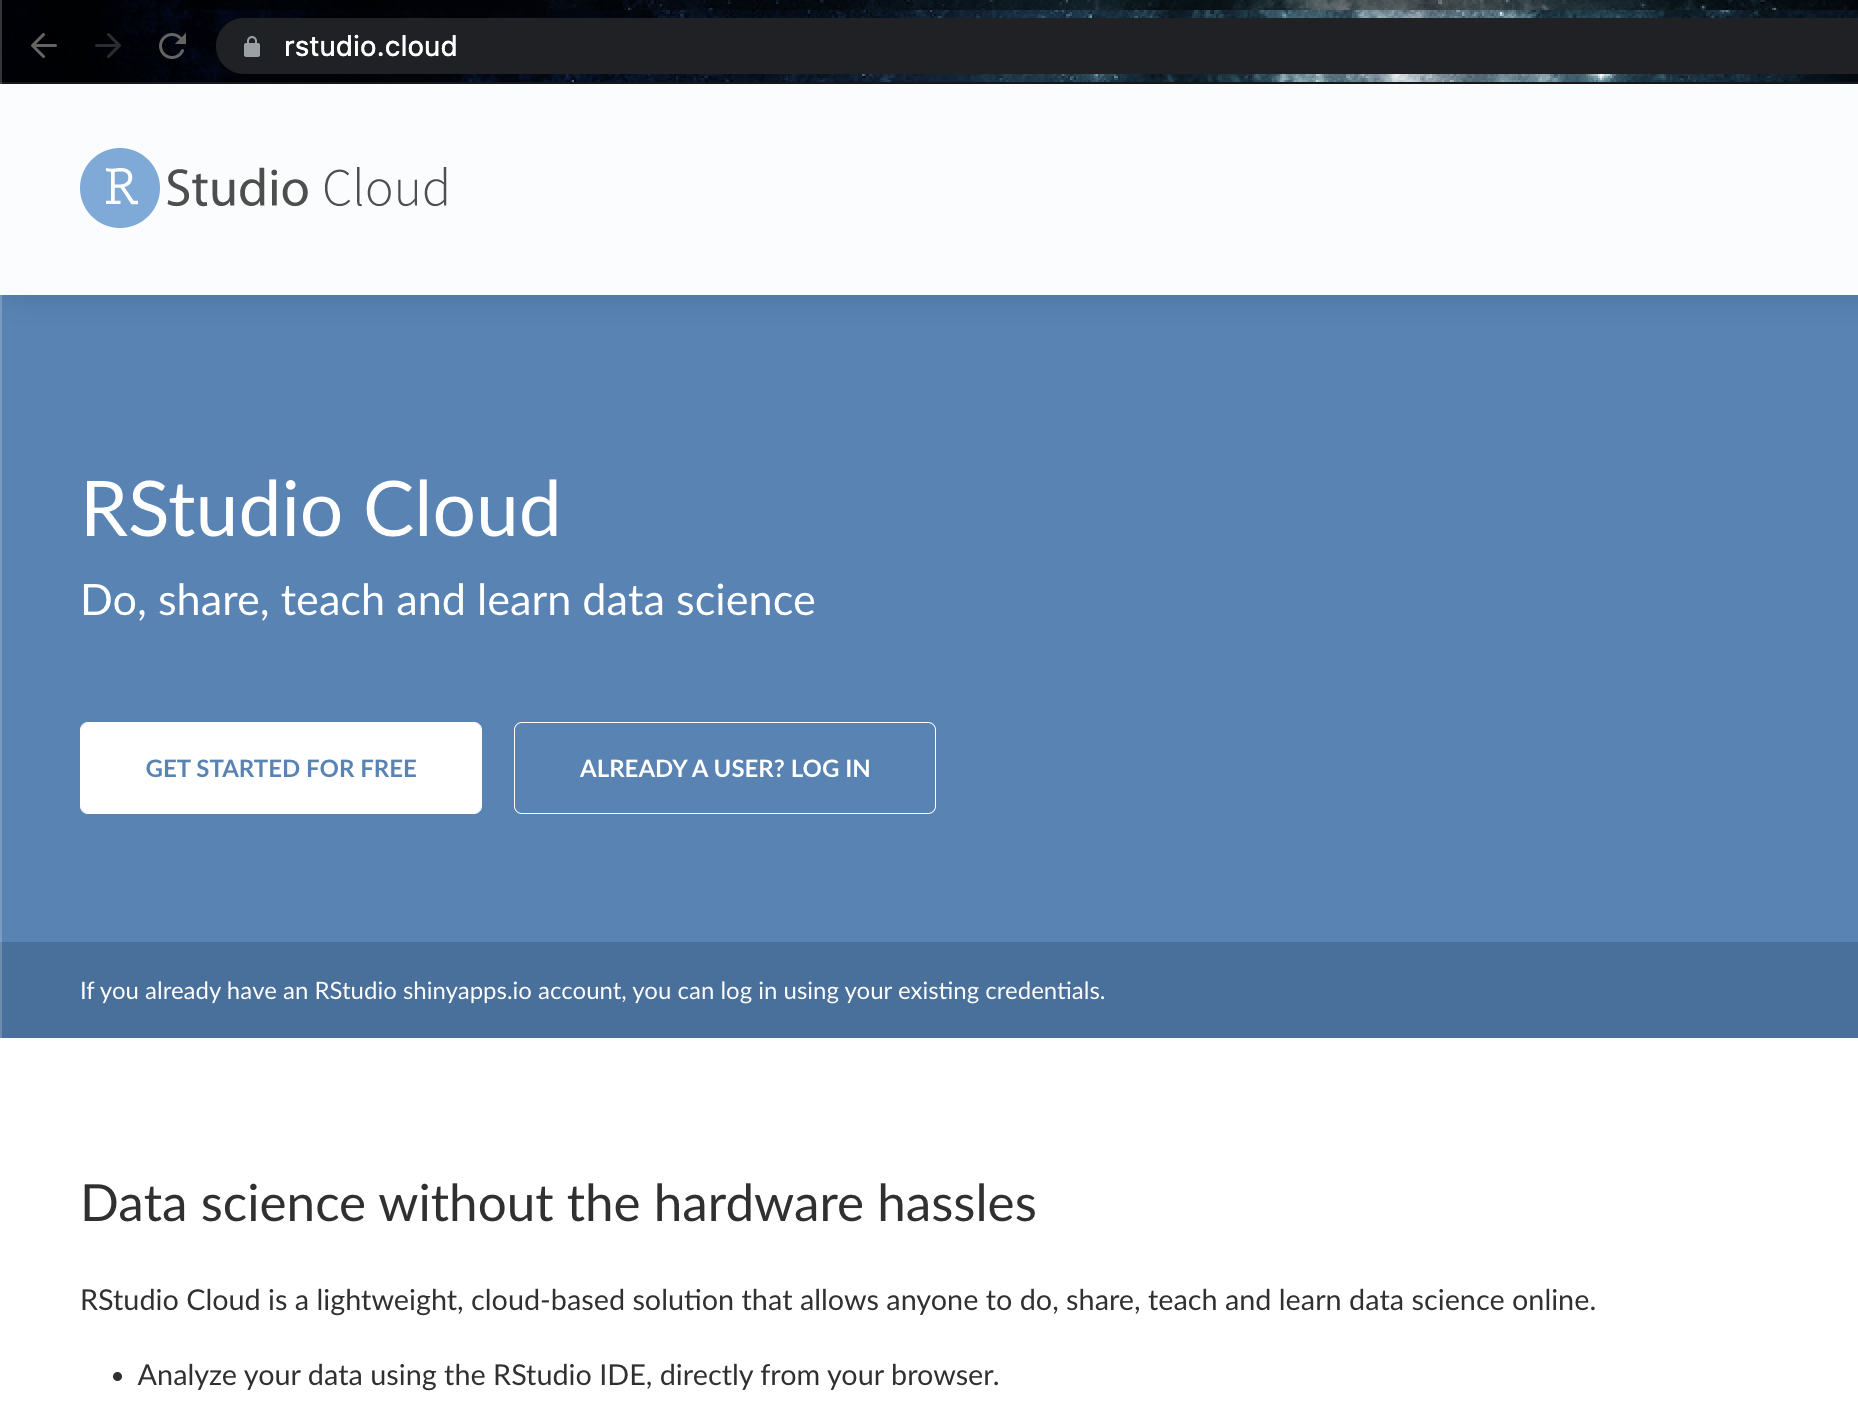 rstudio.cloud
R Studio Cloud
RStudio Cloud
Do, share, teach and learn data science
GET STARTED FOR FREE
ALREADY A USER? LOG IN
If you already have an RStudio shinyapps.io account, you can log in using your existing credentials.
Data science without the hardware hassles
RStudio Cloud is a lightweight, cloud-based solution that allows anyone to do, share, teach and learn data science online.
• Analyze your data using the RStudio IDE, directly from your browser.